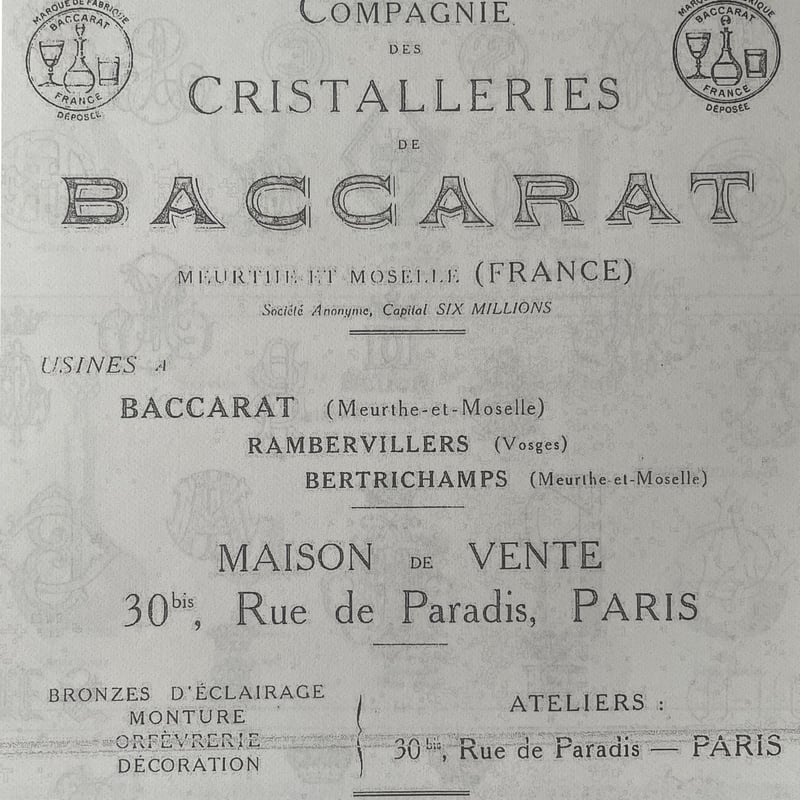 MARQUE DE FABRIQUE
BACCARAT
FRANCE
DÉPOSÉE
MARQUE DE FABRIQUE
BACCARAT
FRANCE
DÉPOSÉE
COMPAGNIE
DES
CRISTALLERIES
DE
BACCARAT
MEURTHE-ET-MOSELLE (FRANCE)
Société Anonyme, Capital SIX MILLIONS
USINES A
BACCARAT (Meurthe-et-Moselle)
RAMBERVILLERS (Vosges)
BERTRICHAMPS (Meurthe-et-Moselle)
MAISON DE VENTE
30bis, Rue de Paradis, PARIS
BRONZES D'ÉCLAIRAGE
MONTURE
ORFÈVRERIE
DÉCORATION
ATELIERS :
30bis, Rue de Paradis — PARIS